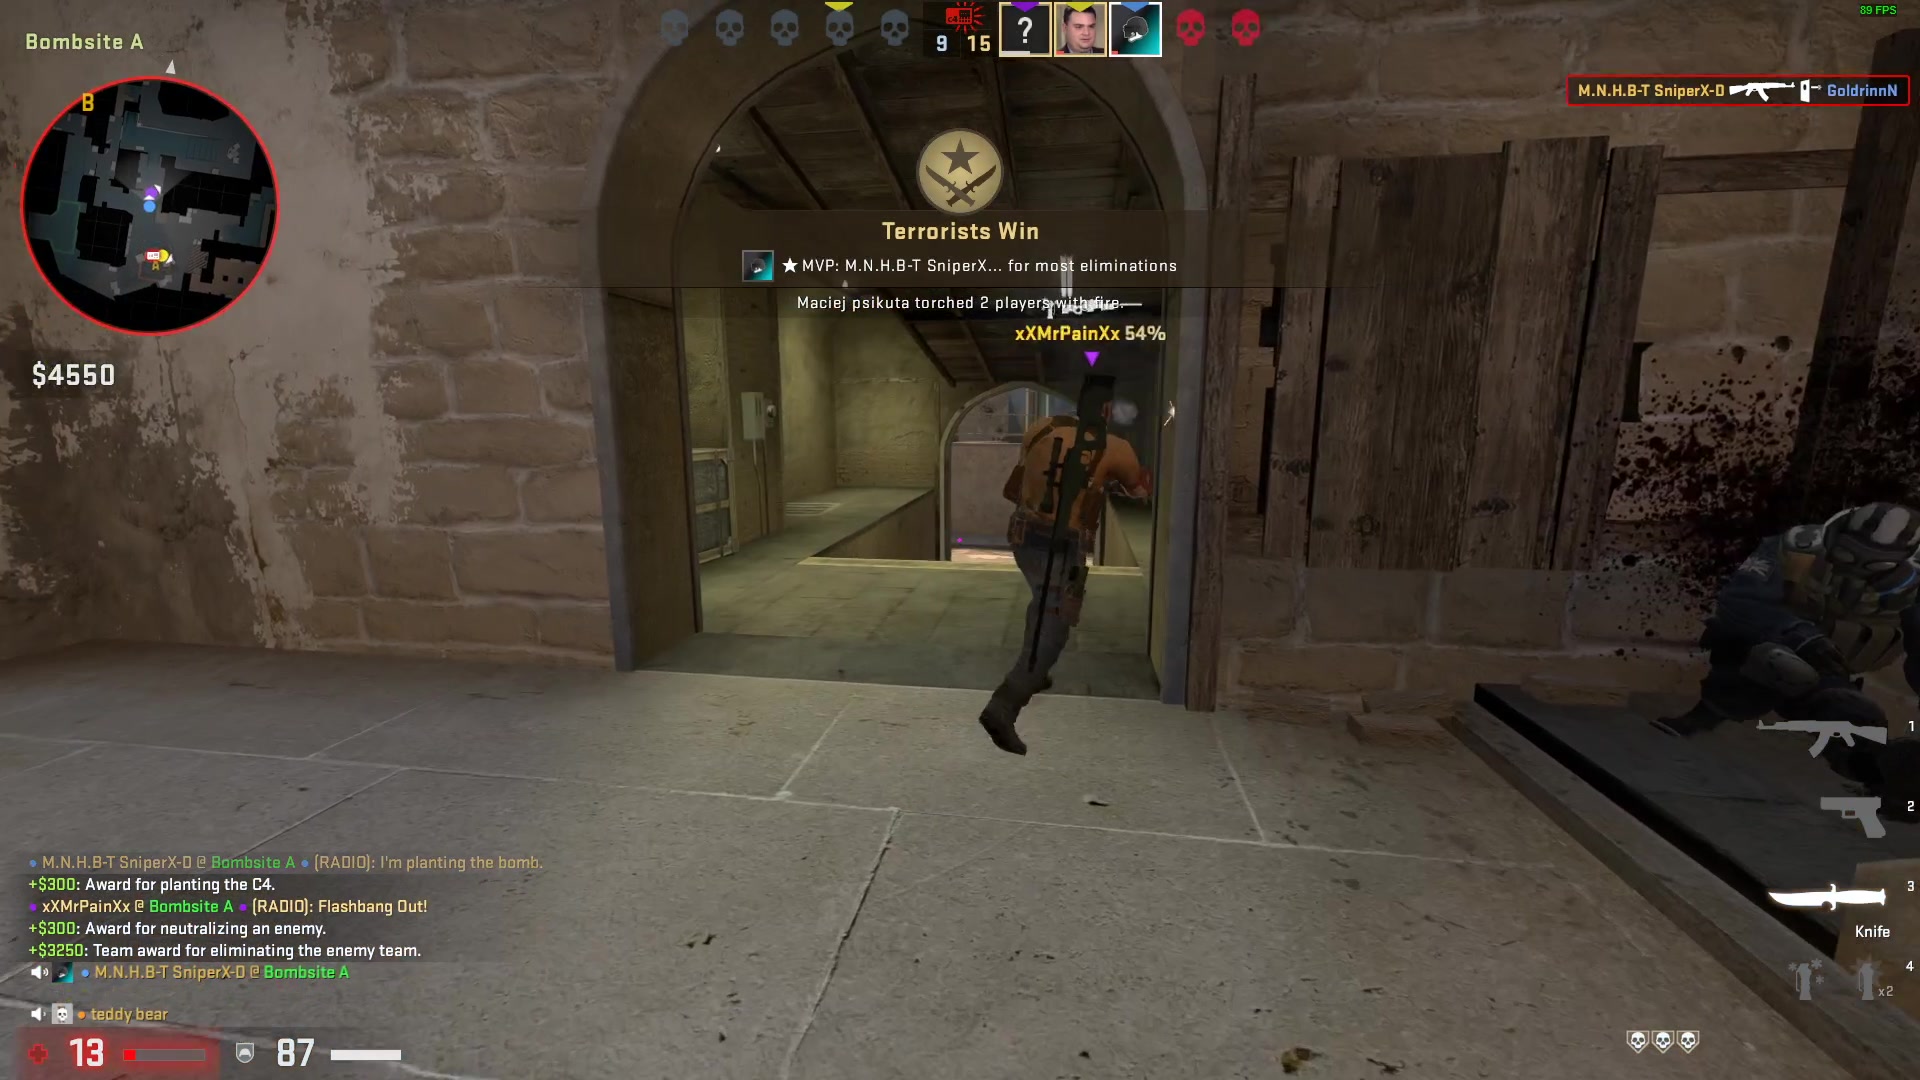 89 FPS
Bombsite A
9 15
?
B
M.N.H.B-T SniperX-D GoldrinnN
Terrorists Win
MVP: M.N.H.B-T SniperX... for most eliminations
Maciej psikuta torched 2 players with fire.
xXMrPainXx 54%
$4550
A
1
2
3
Knife
4
x2
M.N.H.B-T SniperX-D @ Bombsite A (RADIO): I'm planting the bomb.
+$300: Award for planting the C4.
xXMrPainXx @ Bombsite A (RADIO): Flashbang Out!
+$300: Award for neutralizing an enemy.
+$3250: Team award for eliminating the enemy team.
M.N.H.B-T SniperX-D @ Bombsite A
teddy bear
13 87